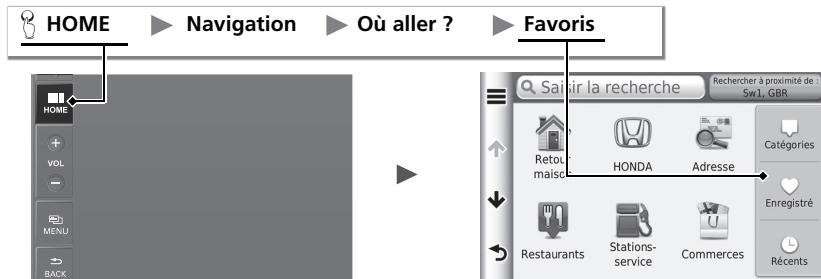 HOME Navigation Où aller ? Favoris
HOME
+
VOL
−
MENU
BACK
Saisir la recherche
Rechercher à proximité de :
Sw1, GBR
Retour
maison
HONDA
Adresse
Catégories
Enregistré
Restaurants
Stations-
service
Commerces
Récents